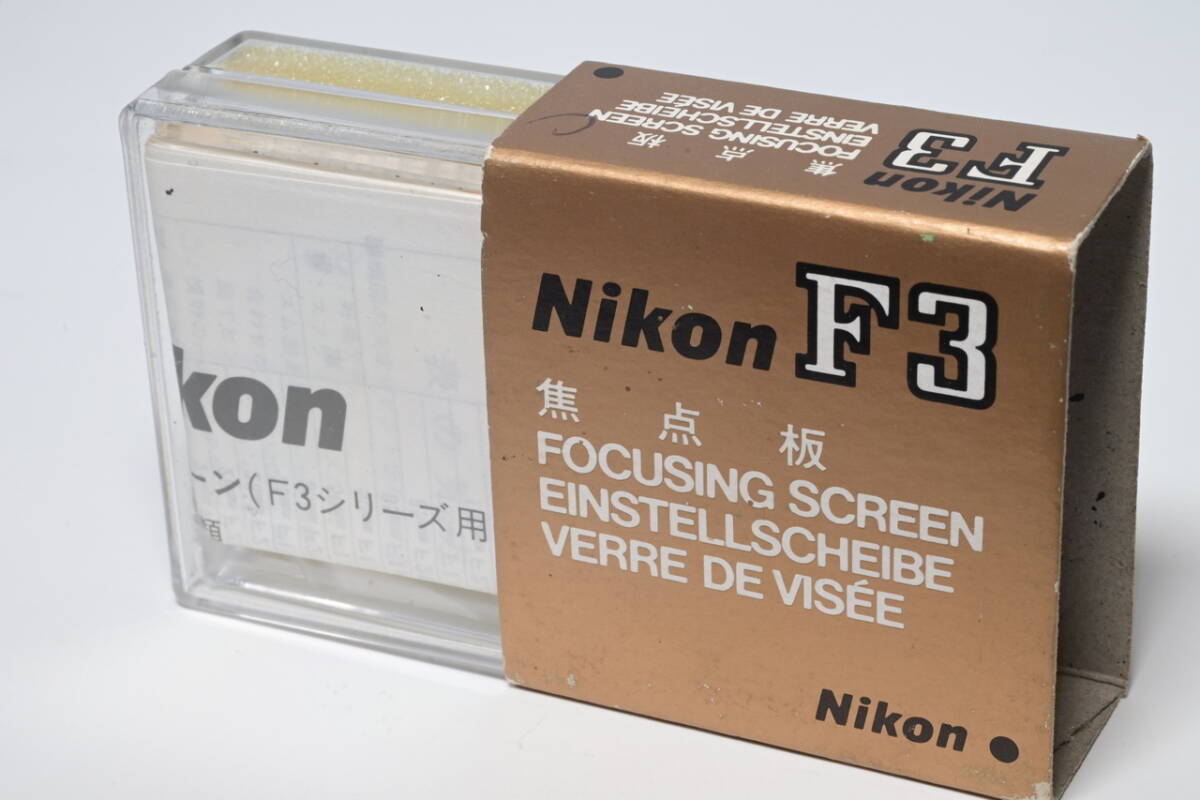 焦点板
FOCUSING SCREEN
EINSTELLSCHEIBE
VERRE DE VISÉE
Nikon F3
Nikon F3
焦点板
FOCUSING SCREEN
EINSTELLSCHEIBE
VERRE DE VISÉE
Nikon
kon
ーン(F3シリーズ用
類